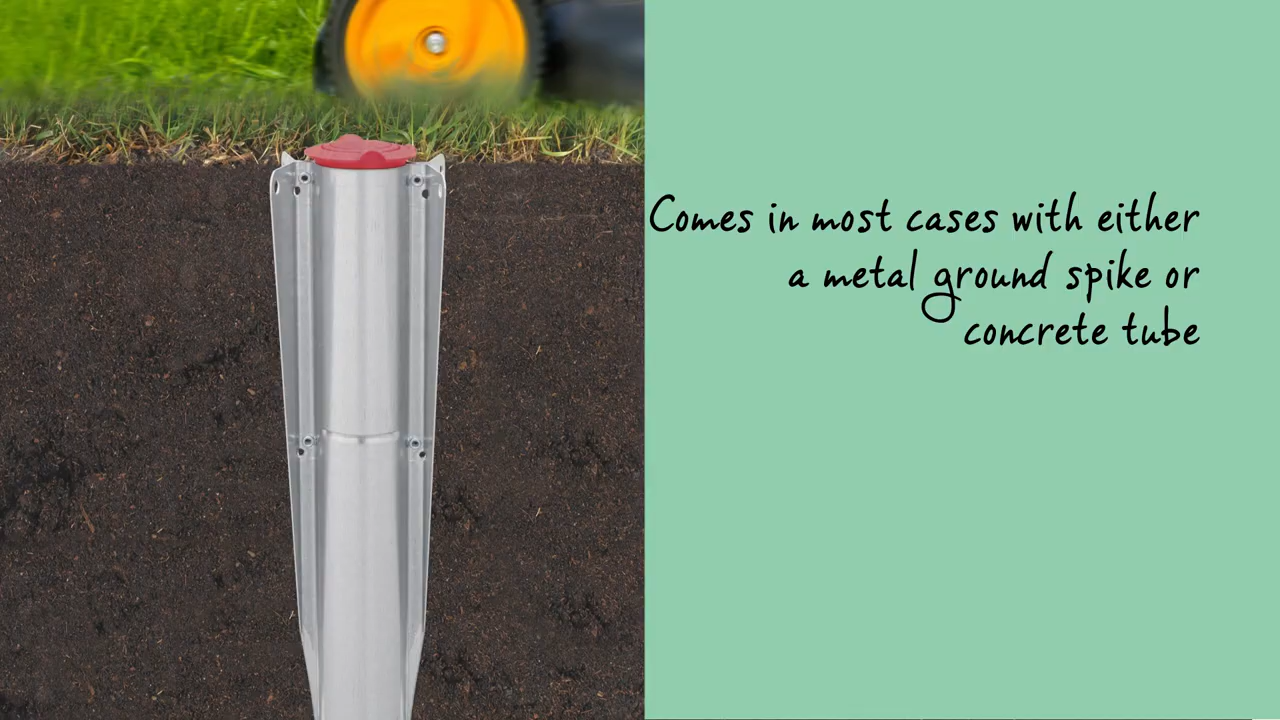 Comes in most cases with either
a metal ground spike or
concrete tube